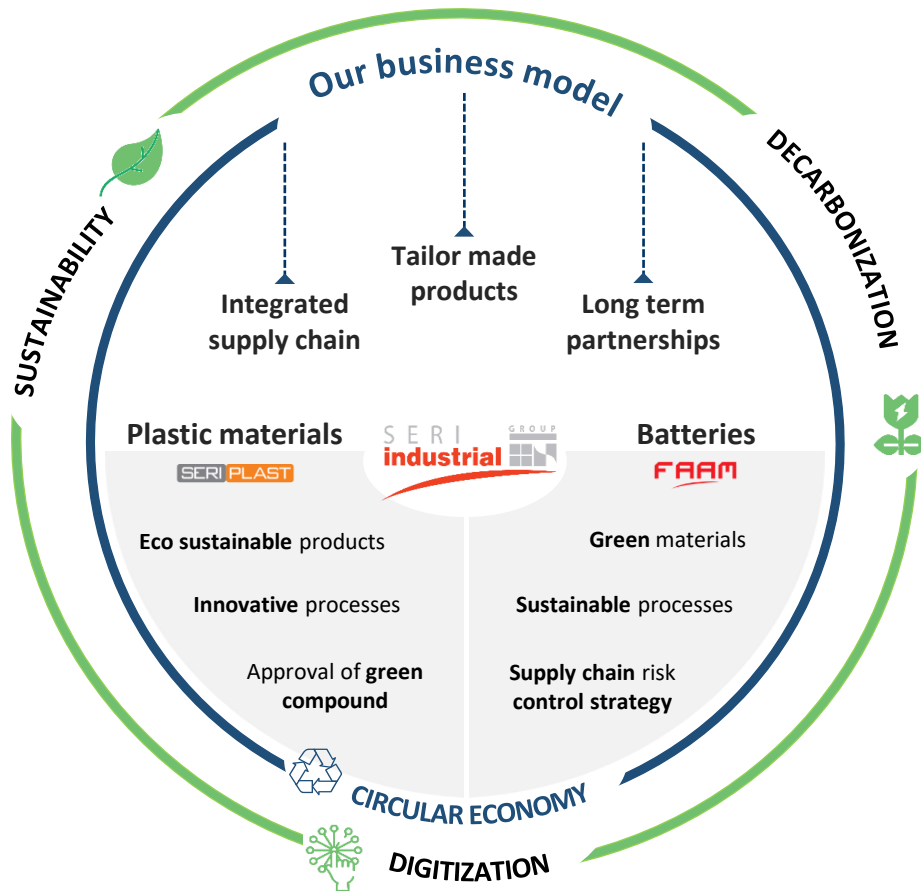 Our business model
SUSTAINABILITY
DECARBONIZATION
Integrated
supply chain
Tailor made
products
Long term
partnerships
Plastic materials
SERI PLAST
SERI
industrial
GROUP
Batteries
FAAM
Eco sustainable products
Innovative processes
Approval of green
compound
Green materials
Sustainable processes
Supply chain risk
control strategy
CIRCULAR ECONOMY
DIGITIZATION